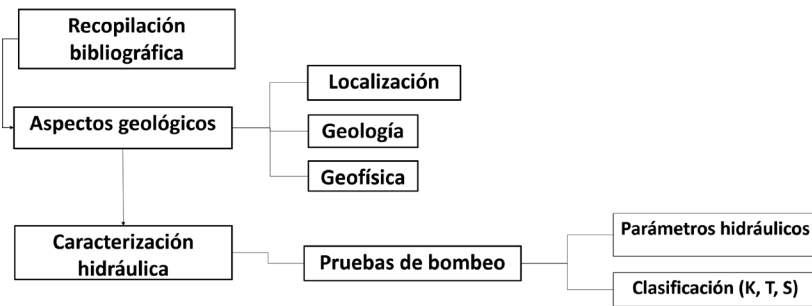 Recopilación
bibliográfica
Localización
Aspectos geológicos
Geología
Geofísica
Caracterización
hidráulica
Pruebas de bombeo
Parámetros hidráulicos
Clasificación (K, T, S)